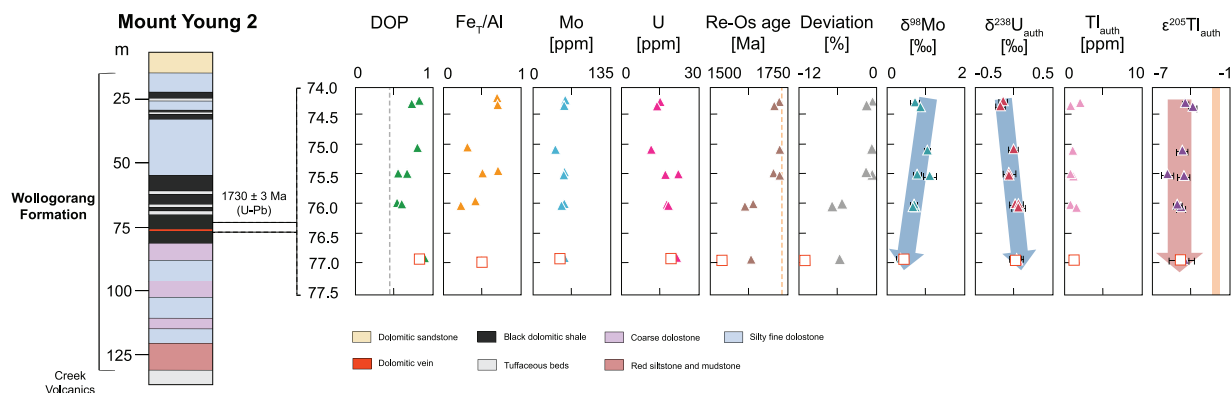 Mount Young 2
m
25
50
75
100
125
Wollogorang
Formation
Creek
Volcanics
1730 ± 3 Ma
(U-Pb)
DOP
0 1
Fe_T/Al
0 1
Mo
[ppm]
0 135
U
[ppm]
0 30
Re-Os age
[Ma]
1500 1750
Deviation
[%]
-12 0
δ⁹⁸Mo
[‰]
0 2
δ²³⁸U_auth
[‰]
-0.5 0.5
Tl_auth
[ppm]
0 10
ε²⁰⁵Tl_auth
-7 -1
74.0
74.5
75.0
75.5
76.0
76.5
77.0
77.5
Dolomitic sandstone
Black dolomitic shale
Coarse dolostone
Silty fine dolostone
Dolomitic vein
Tuffaceous beds
Red siltstone and mudstone